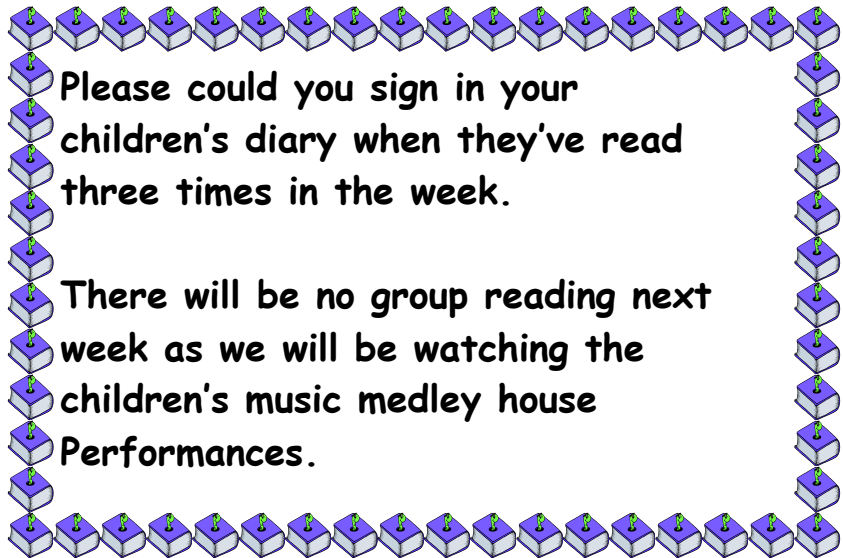 Please could you sign in your
children's diary when they've read
three times in the week.
There will be no group reading next
week as we will be watching the
children's music medley house
Performances.